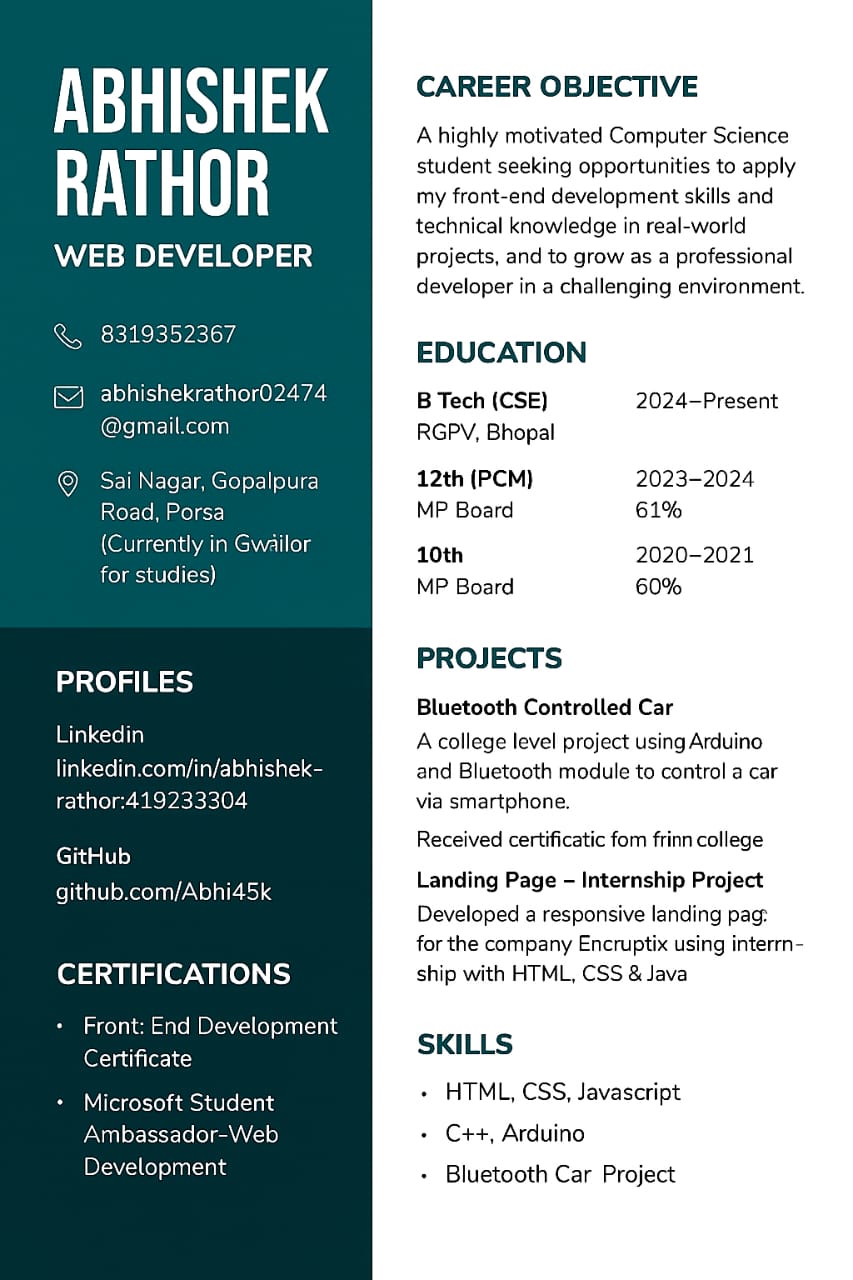 ABHISHEK
RATHOR
WEB DEVELOPER
8319352367
abhishekrathor02474
@gmail.com
Sai Nagar, Gopalpura
Road, Porsa
(Currently in Gwailor
for studies)
PROFILES
Linkedin
linkedin.com/in/abhishek-
rathor:419233304
GitHub
github.com/Abhi45k
CERTIFICATIONS
• Front: End Development
Certificate
• Microsoft Student
Ambassador-Web
Development
CAREER OBJECTIVE
A highly motivated Computer Science
student seeking opportunities to apply
my front-end development skills and
technical knowledge in real-world
projects, and to grow as a professional
developer in a challenging environment.
EDUCATION
B Tech (CSE) 2024–Present
RGPV, Bhopal
12th (PCM) 2023–2024
MP Board 61%
10th 2020–2021
MP Board 60%
PROJECTS
Bluetooth Controlled Car
A college level project using Arduino
and Bluetooth module to control a car
via smartphone.
Received certificatic fom frinn college
Landing Page – Internship Project
Developed a responsive landing pag:
for the company Encruptix using interrn-
ship with HTML, CSS & Java
SKILLS
• HTML, CSS, Javascript
• C++, Arduino
• Bluetooth Car Project